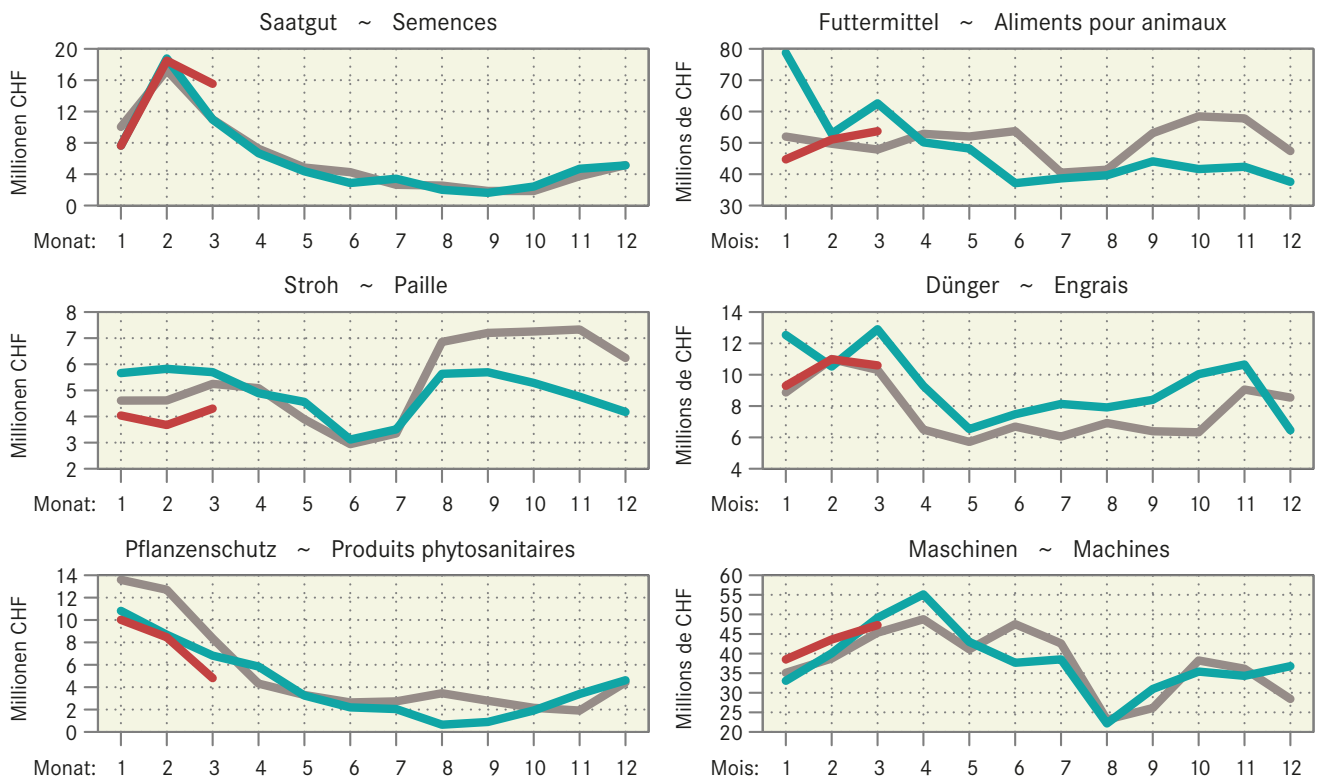 Saatgut ~ Semences
Millionen CHF
20
16
12
8
4
0
Monat: 1 2 3 4 5 6 7 8 9 10 11 12
Futtermittel ~ Aliments pour animaux
Millions de CHF
80
70
60
50
40
30
Mois: 1 2 3 4 5 6 7 8 9 10 11 12
Stroh ~ Paille
Millionen CHF
8
7
6
5
4
3
2
Monat: 1 2 3 4 5 6 7 8 9 10 11 12
Dünger ~ Engrais
Millions de CHF
14
12
10
8
6
4
Mois: 1 2 3 4 5 6 7 8 9 10 11 12
Pflanzenschutz ~ Produits phytosanitaires
Millionen CHF
14
12
10
8
6
4
2
0
Monat: 1 2 3 4 5 6 7 8 9 10 11 12
Maschinen ~ Machines
Millions de CHF
60
55
50
45
40
35
30
25
20
Mois: 1 2 3 4 5 6 7 8 9 10 11 12